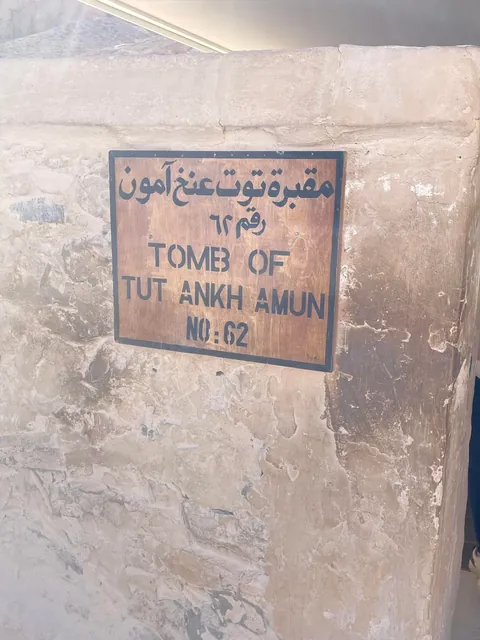 مقبرة توت عنخ آمون
رقم ٦٢
TOMB OF
TUT ANKH AMUN
NO:62